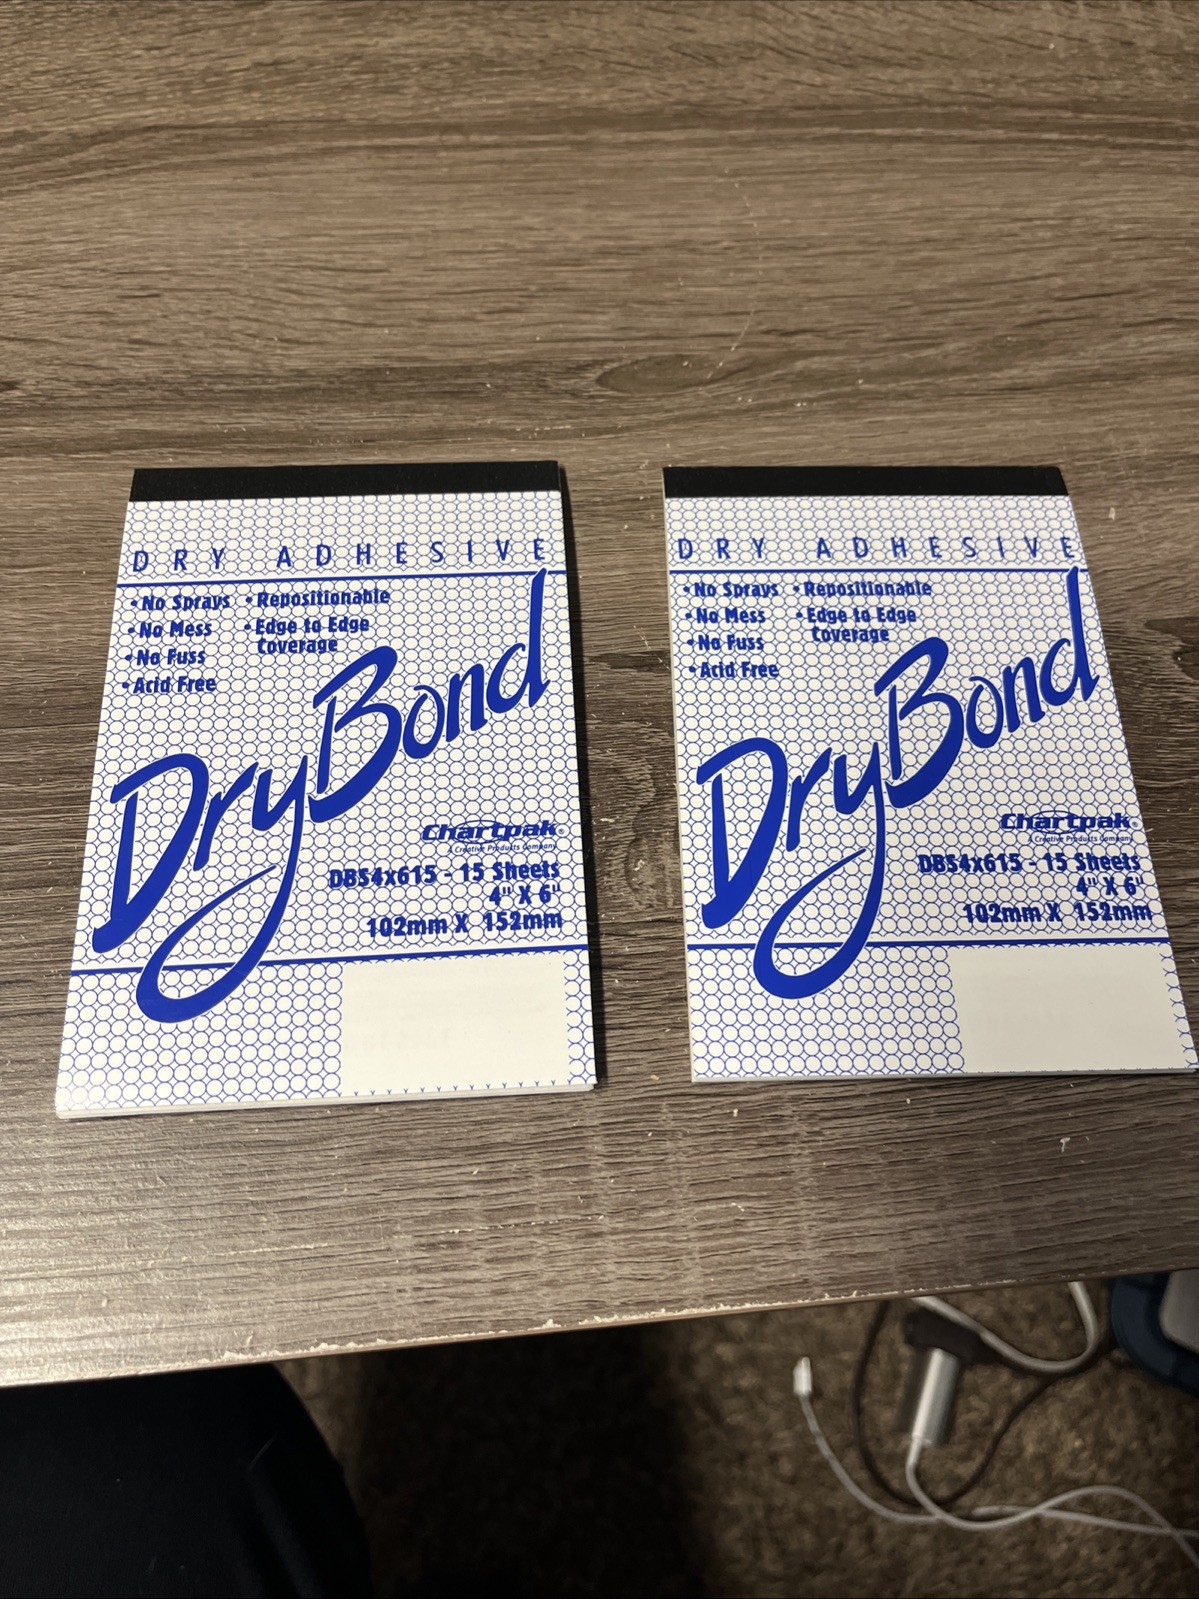 DRY ADHESIVE
• No Sprays • Repositionable
• No Mess • Edge to Edge
Coverage
• No Fuss
• Acid Free
DryBond
Chartpak®
A Creative Products Company
DBS4x615 - 15 Sheets
4" X 6"
102mm X 152mm
DRY ADHESIVE
• No Sprays • Repositionable
• No Mess • Edge to Edge
Coverage
• No Fuss
• Acid Free
DryBond
Chartpak®
A Creative Products Company
DBS4x615 - 15 Sheets
4" X 6"
102mm X 152mm